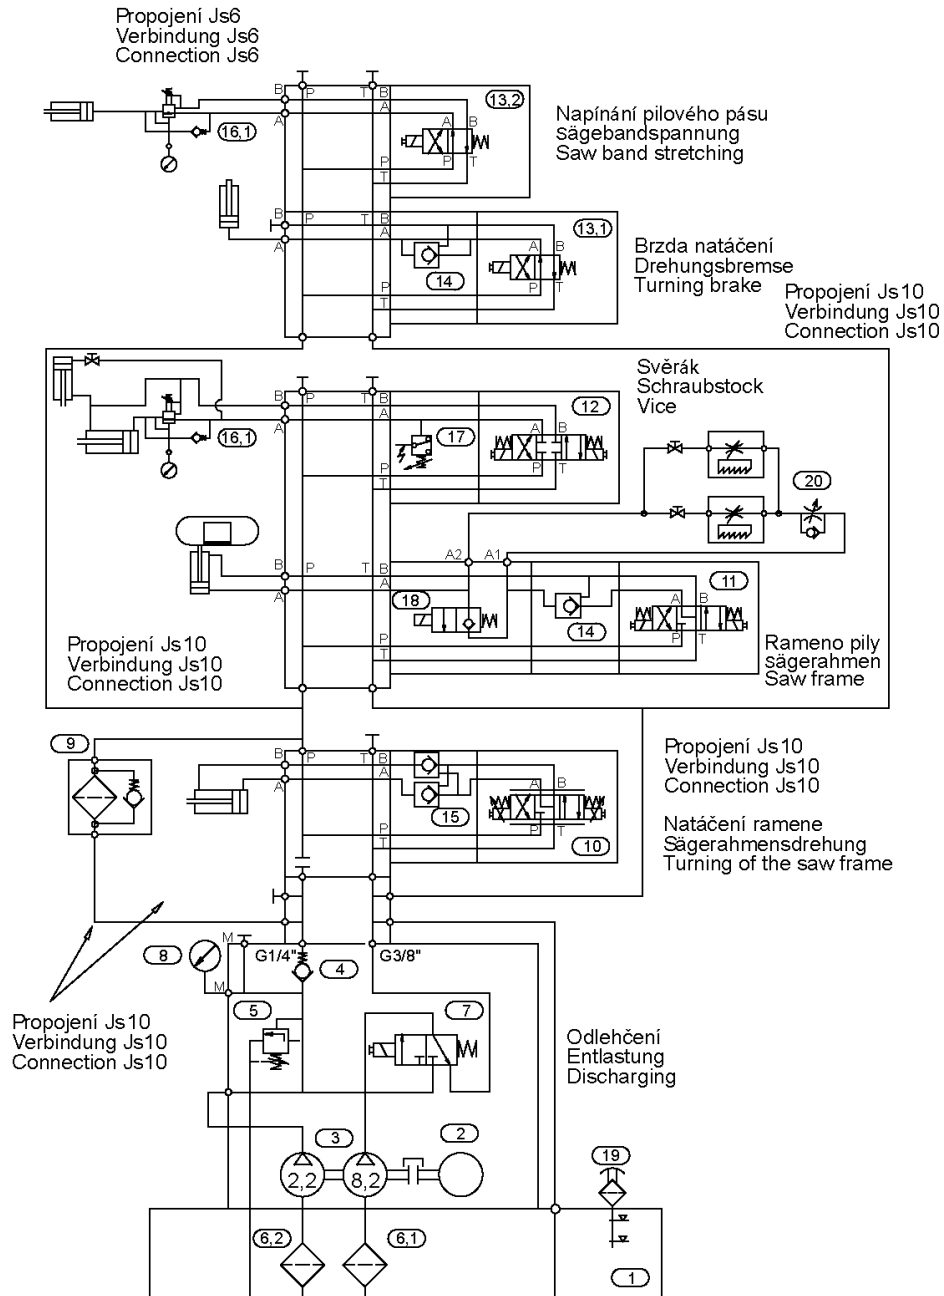 Propojení Js6
Verbindung Js6
Connection Js6
B
P
T
B
A
A
13,2
16,1
A
B
P
T
P
T
Napínání pilového pásu
sägebandspannung
Saw band stretching
B
P
T
B
A
A
13,1
14
A
B
P
T
P
T
Brzda natáčení
Drehungsbremse
Turning brake
Propojení Js10
Verbindung Js10
Connection Js10
Svěrák
Schraubstock
Vice
B
P
T
B
A
A
12
16,1
17
A
B
P
T
P
T
20
A2
A1
B
P
T
B
A
A
18
14
11
A
B
P
T
P
T
Propojení Js10
Verbindung Js10
Connection Js10
Rameno pily
sägerahmen
Saw frame
9
B
P
T
B
A
A
15
10
A
B
P
T
P
T
Propojení Js10
Verbindung Js10
Connection Js10
Natáčení ramene
Sägerahmensdrehung
Turning of the saw frame
M
G1/4"
G3/8"
8
4
M
5
7
Propojení Js10
Verbindung Js10
Connection Js10
Odlehčení
Entlastung
Discharging
3
2
2,2
8,2
19
6,2
6,1
1